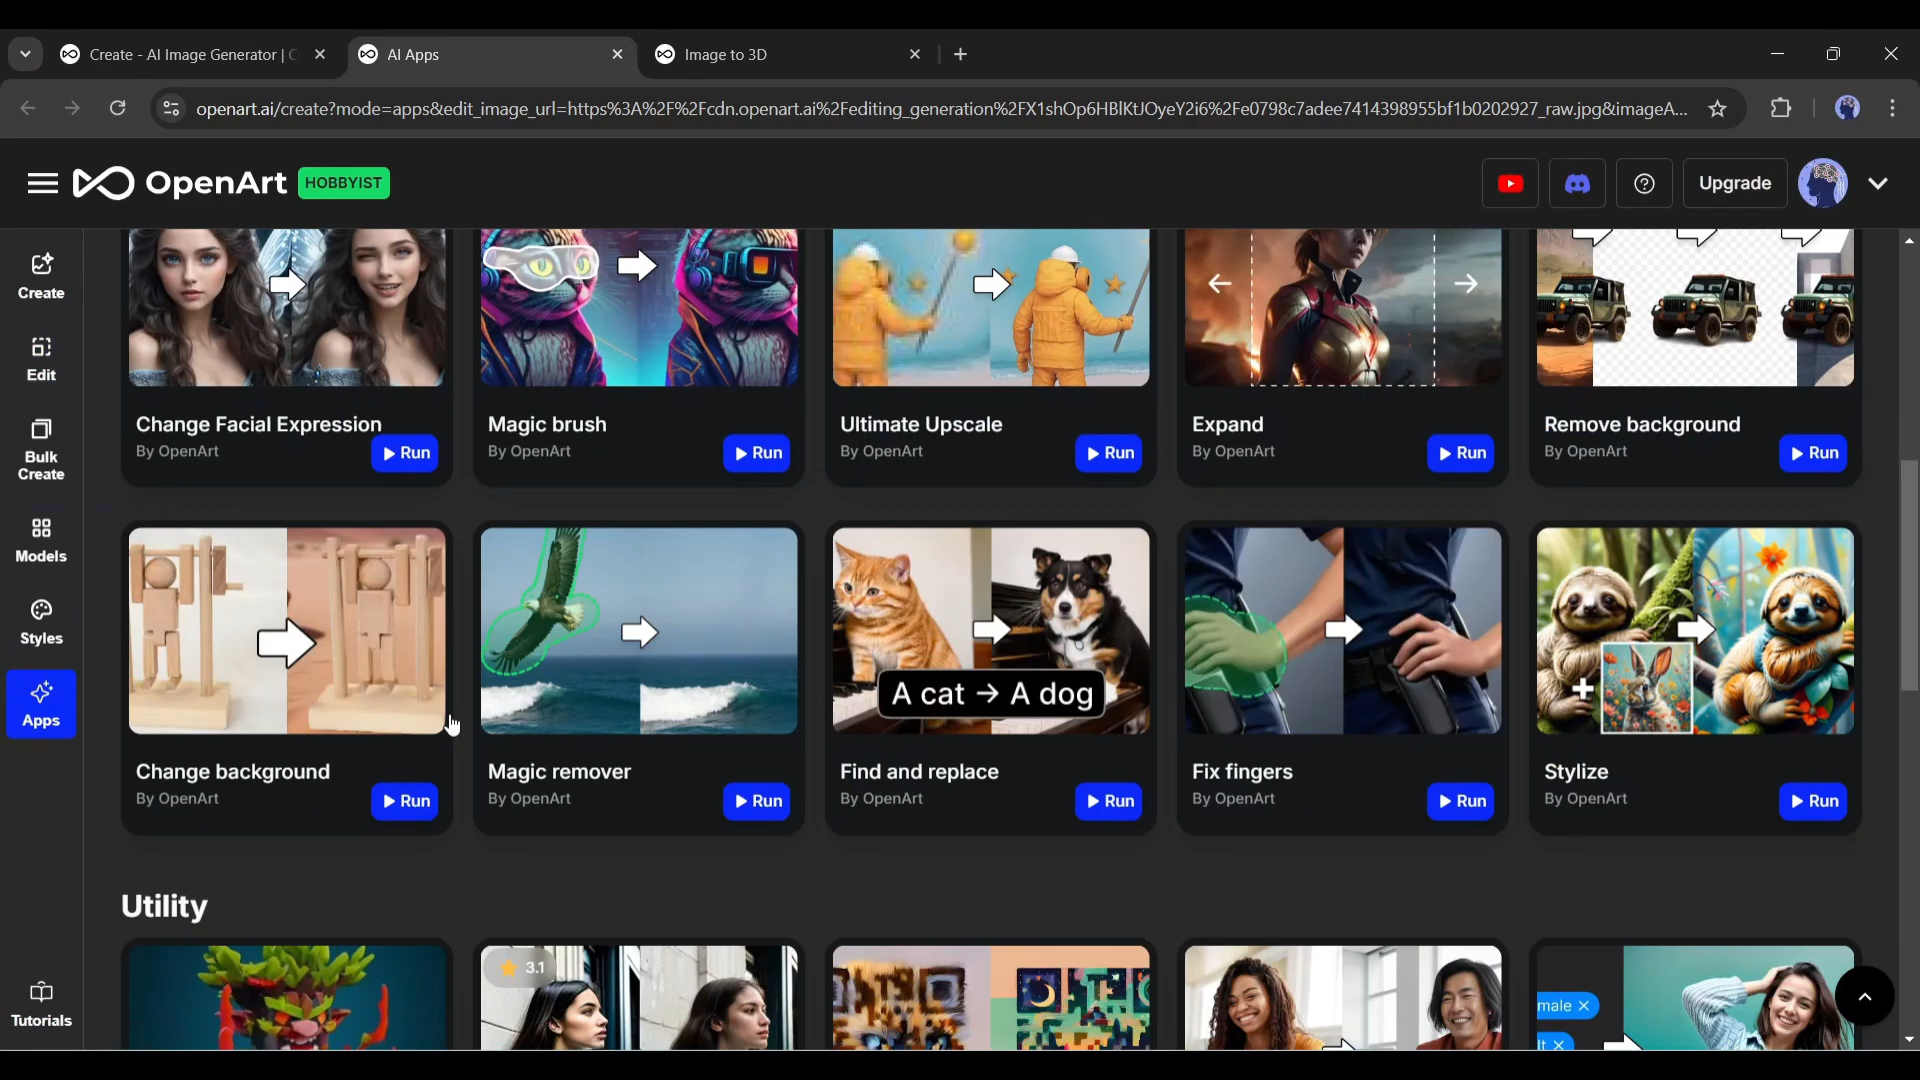 Create - AI Image Generator | C
AI Apps
Image to 3D
openart.ai/create?mode=apps&edit_image_url=https%3A%2F%2Fcdn.openart.ai%2Fediting_generation%2FX1shOp6HBlKtJOyeY2i6%2Fe0798c7adee7414398955bf1b0202927_raw.jpg&imageA...
OpenArt HOBBYIST
Upgrade
Create
Edit
Bulk
Create
Models
Styles
Apps
Tutorials
Change Facial Expression
By OpenArt
Run
Magic brush
By OpenArt
Run
Ultimate Upscale
By OpenArt
Run
Expand
By OpenArt
Run
Remove background
By OpenArt
Run
Change background
By OpenArt
Run
Magic remover
By OpenArt
Run
A cat → A dog
Find and replace
By OpenArt
Run
Fix fingers
By OpenArt
Run
Stylize
By OpenArt
Run
Utility
3.1
male ×
lt ×